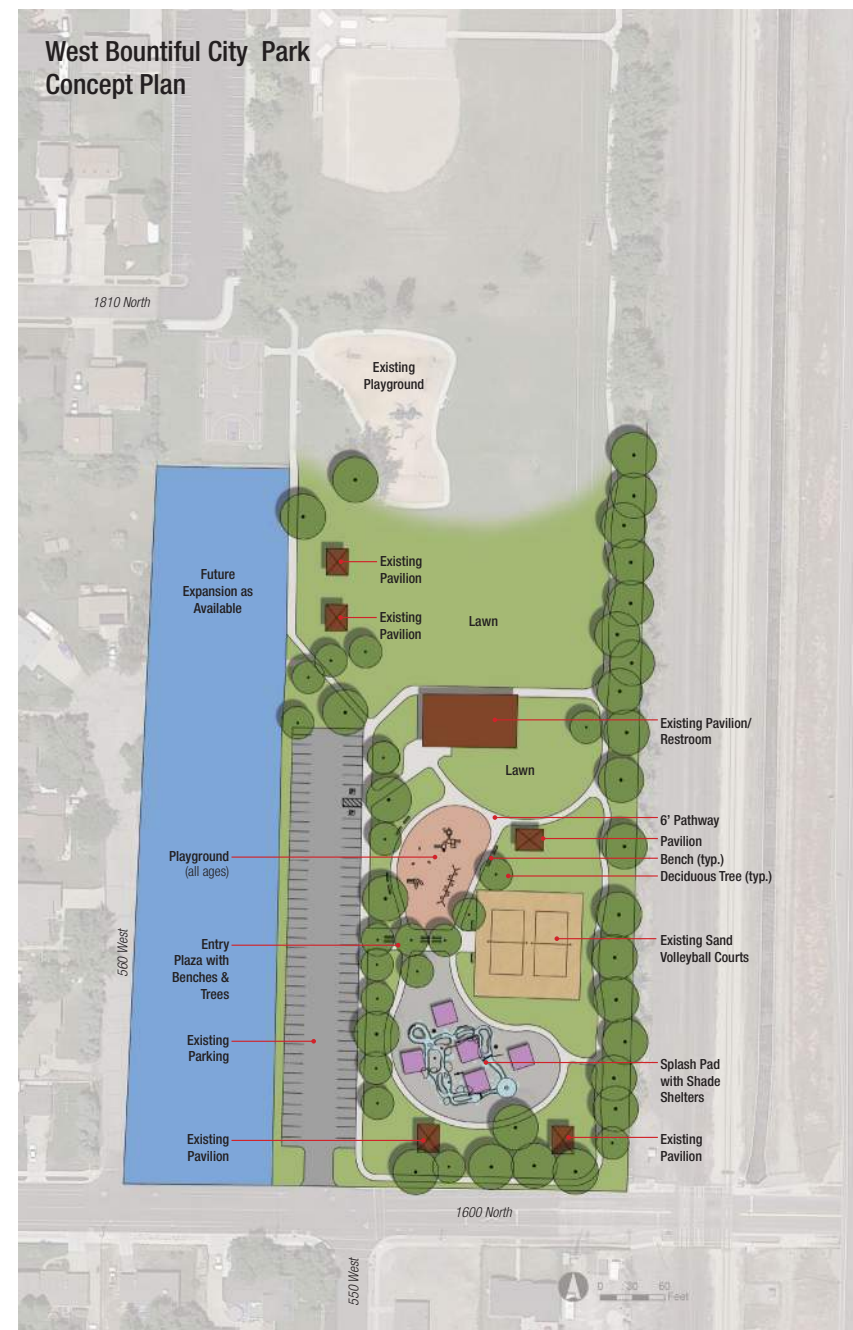 West Bountiful City Park
Concept Plan
1810 North
Existing
Playground
Future
Expansion as
Available
Existing
Pavilion
Existing
Pavilion
Lawn
Existing Pavilion/
Restroom
Lawn
6' Pathway
Pavilion
Bench (typ.)
Deciduous Tree (typ.)
Playground
(all ages)
Existing Sand
Volleyball Courts
Entry
Plaza with
Benches &
Trees
560 West
Existing
Parking
Splash Pad
with Shade
Shelters
Existing
Pavilion
Existing
Pavilion
1600 North
550 West
0 30 60
Feet